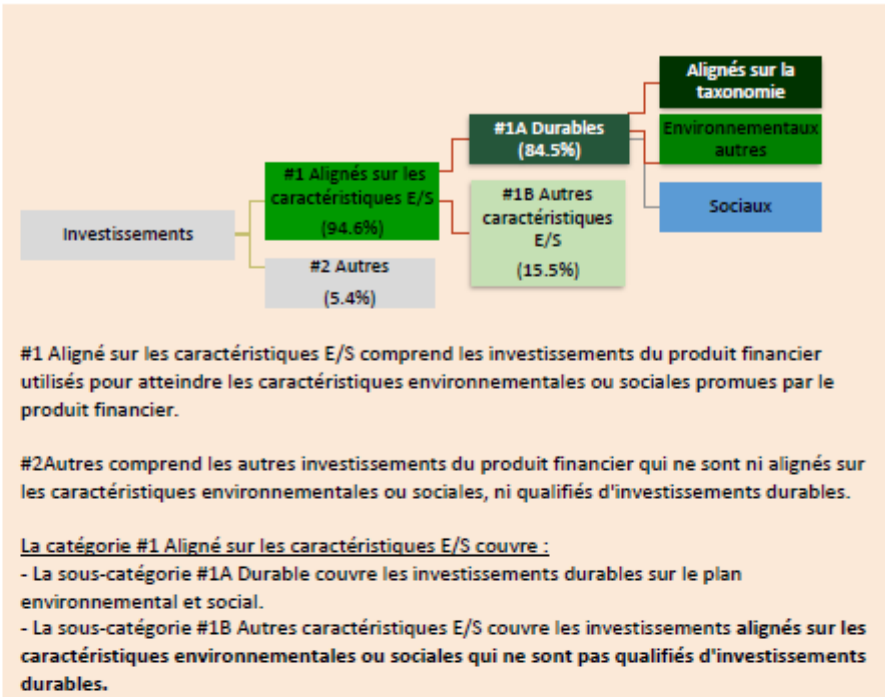 Alignés sur la
taxonomie
#1A Durables
(84.5%)
Environnementaux
autres
#1 Alignés sur les
caractéristiques E/S
(94.6%)
#1B Autres
caractéristiques
E/S
(15.5%)
Sociaux
Investissements
#2 Autres
(5.4%)
#1 Aligné sur les caractéristiques E/S comprend les investissements du produit financier
utilisés pour atteindre les caractéristiques environnementales ou sociales promues par le
produit financier.
#2Autres comprend les autres investissements du produit financier qui ne sont ni alignés sur
les caractéristiques environnementales ou sociales, ni qualifiés d'investissements durables.
La catégorie #1 Aligné sur les caractéristiques E/S couvre :
- La sous-catégorie #1A Durable couvre les investissements durables sur le plan
environnemental et social.
- La sous-catégorie #1B Autres caractéristiques E/S couvre les investissements alignés sur les
caractéristiques environnementales ou sociales qui ne sont pas qualifiés d'investissements
durables.